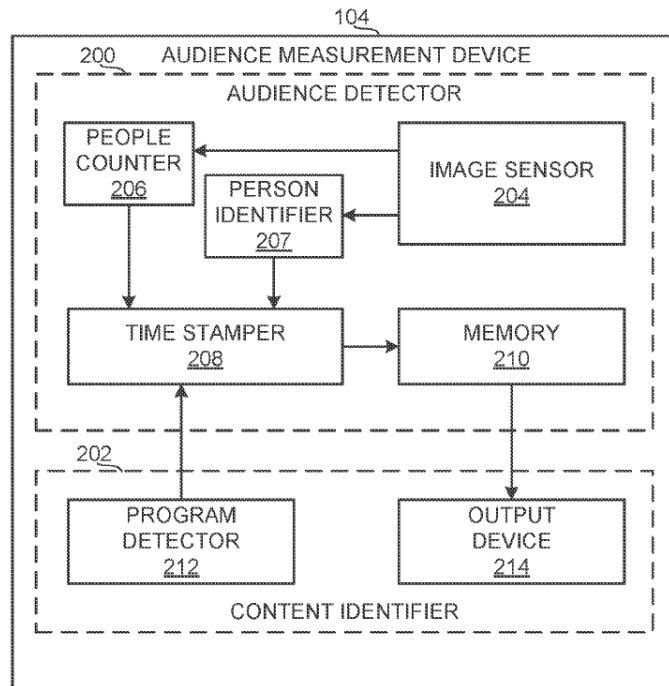 104
AUDIENCE MEASUREMENT DEVICE
200
AUDIENCE DETECTOR
PEOPLE
COUNTER
206
IMAGE SENSOR
204
PERSON
IDENTIFIER
207
TIME STAMPER
208
MEMORY
210
202
PROGRAM
DETECTOR
212
OUTPUT
DEVICE
214
CONTENT IDENTIFIER